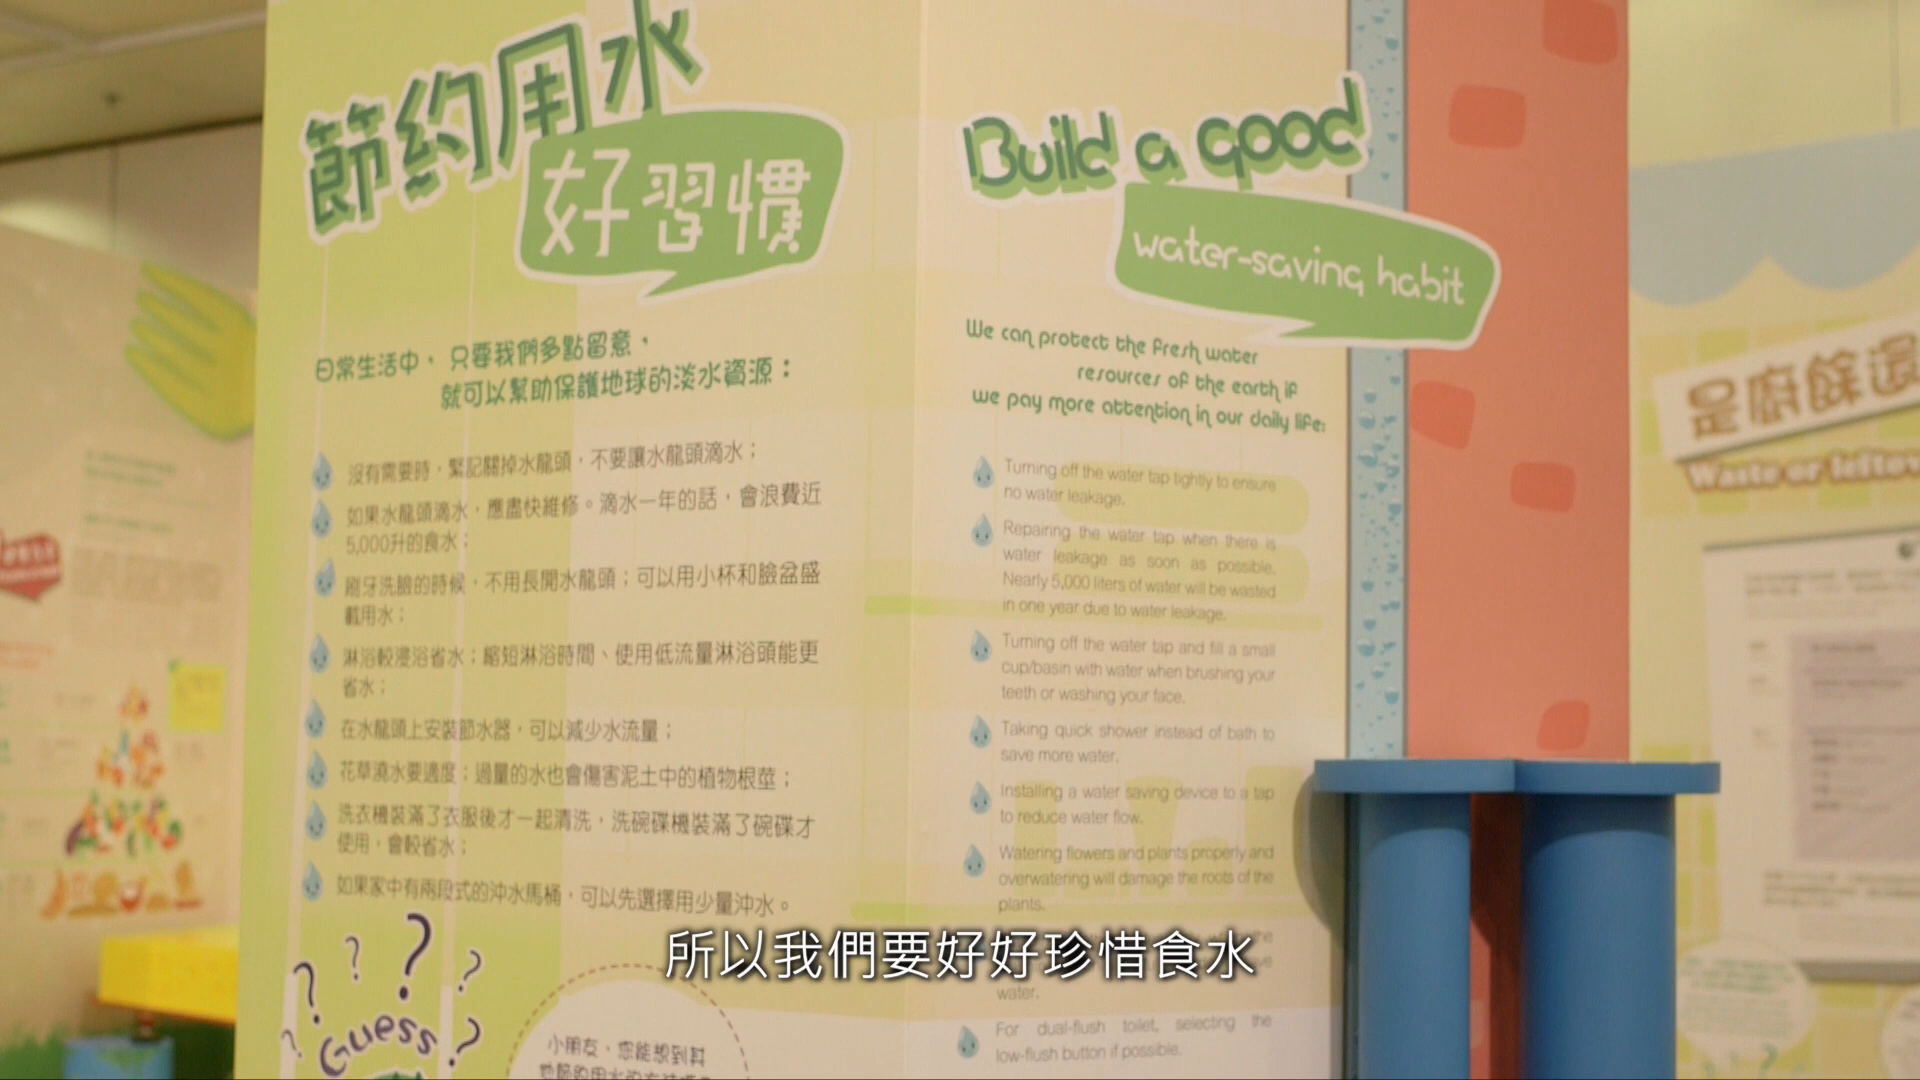 節約用水
好習慣
日常生活中，只要我們多點留意，
就可以幫助保護地球的淡水資源：
沒有需要時，緊記關掉水龍頭，不要讓水龍頭滴水；
如果水龍頭滴水，應盡快維修。滴水一年的話，會浪費近
5,000升的食水；
刷牙洗臉的時候，不用長開水龍頭；可以用小杯和臉盆盛
載用水；
淋浴較浸浴省水；縮短淋浴時間、使用低流量淋浴頭能更
省水；
在水龍頭上安裝節水器，可以減少水流量；
花草澆水要適度；過量的水也會傷害泥土中的植物根莖；
洗衣機裝滿了衣服後才一起清洗，洗碗碟機裝滿了碗碟才
使用，會較省水；
如果家中有兩段式的沖水馬桶，可以先選擇用少量沖水。
? ? ? ? ? ? ?
Guess
小朋友，您能想到其
Build a good
water-saving habit
We can protect the fresh water
resources of the earth if
we pay more attention in our daily life:
Turning off the water tap tightly to ensure
no water leakage.
Repairing the water tap when there is
water leakage as soon as possible.
Nearly 5,000 liters of water will be wasted
in one year due to water leakage.
Turning off the water tap and fill a small
cup/basin with water when brushing your
teeth or washing your face.
Taking quick shower instead of bath to
save more water.
Installing a water saving device to a tap
to reduce water flow.
Watering flowers and plants properly and
overwatering will damage the roots of the
plants.
water.
For dual-flush toilet, selecting the
low-flush button if possible.
是廚餘還
Waste or leftov
所以我們要好好珍惜食水